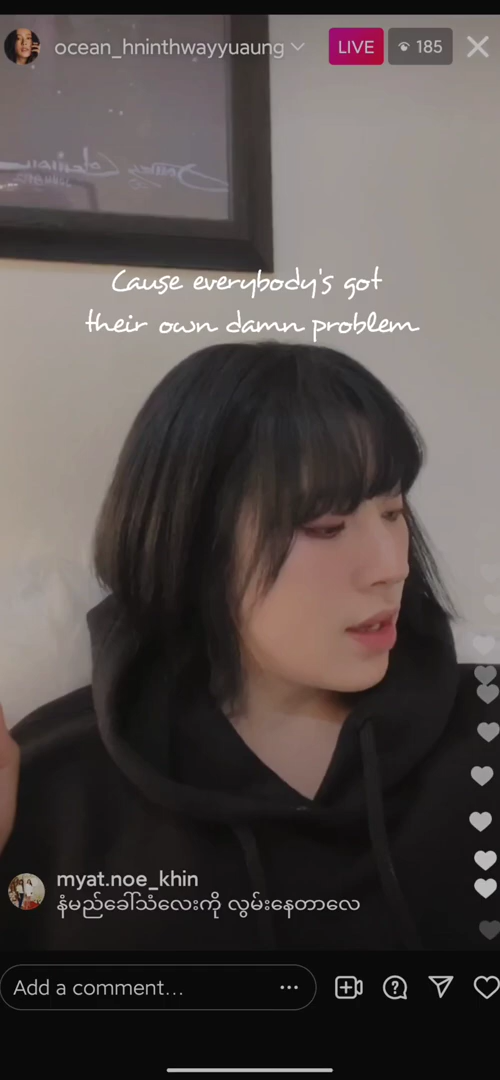 ocean_hninthwayyuaung
LIVE
185
Cause everybody's got
their own damn problem
myat.noe_khin
နံမည်ခေါ်သံလေးကို လွမ်းနေတာလေ
Add a comment...